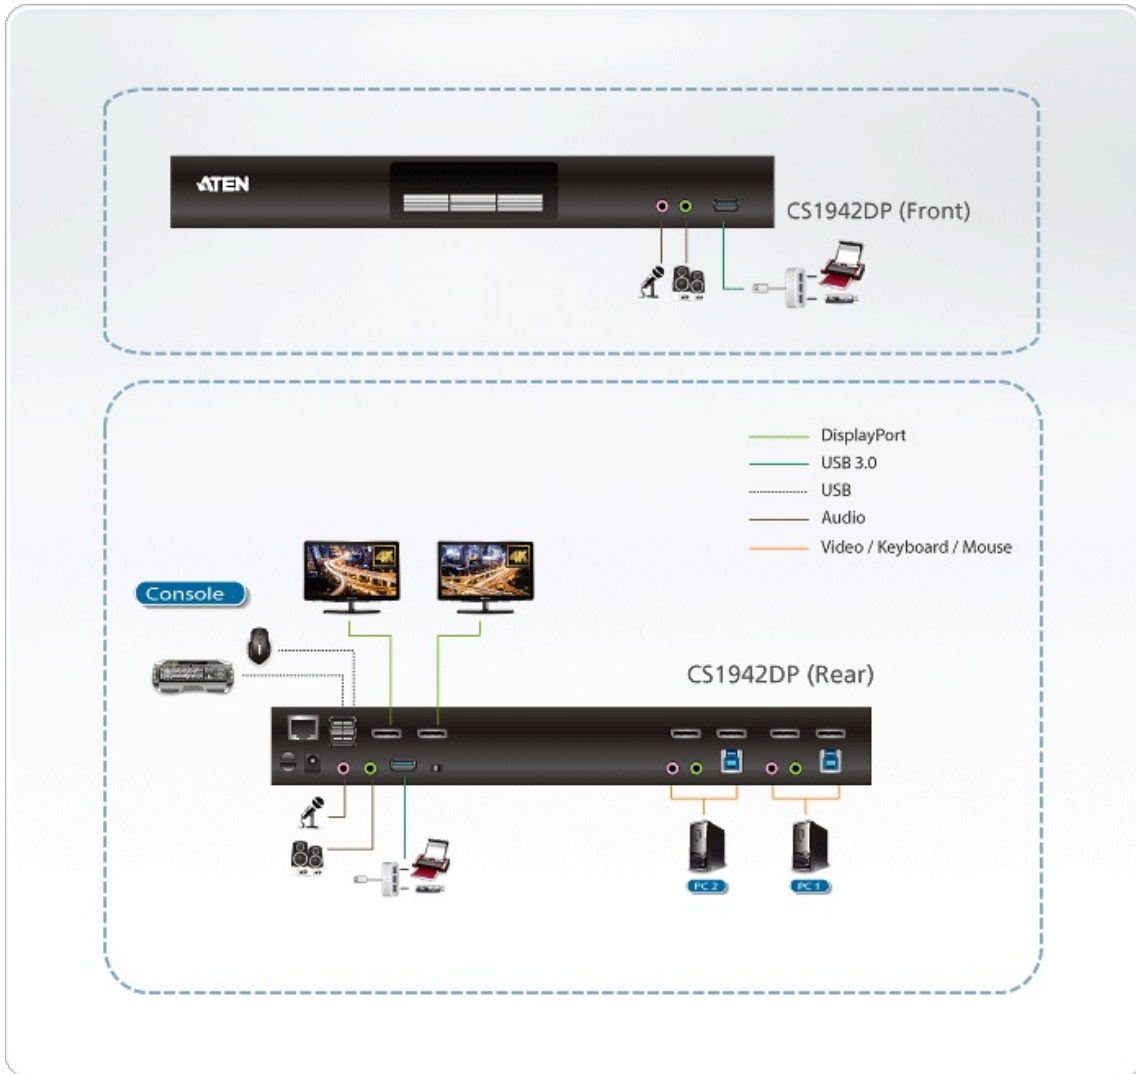 ATEN
CS1942DP (Front)
DisplayPort
USB 3.0
USB
Audio
Video / Keyboard / Mouse
4K
4K
Console
CS1942DP (Rear)
PC 2
PC 1